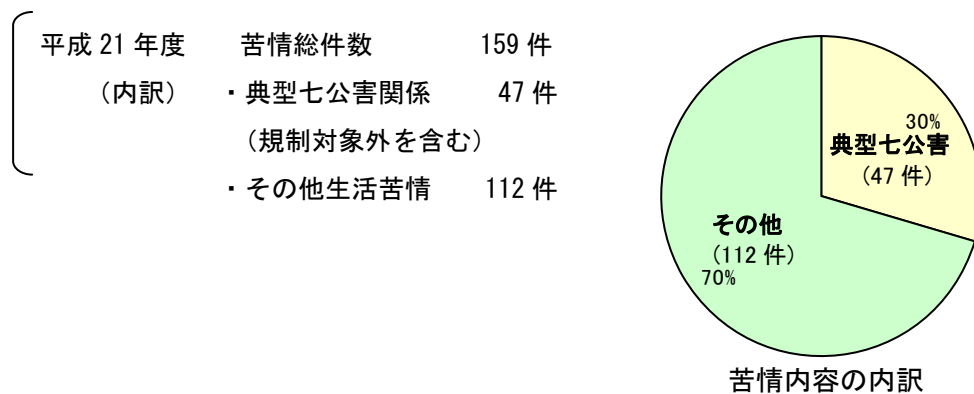 平成 21 年度 苦情総件数 159 件
（内訳） ・典型七公害関係 47 件
（規制対象外を含む）
・その他生活苦情 112 件
30%
典型七公害
（47 件）
その他
（112 件）
70%
苦情内容の内訳